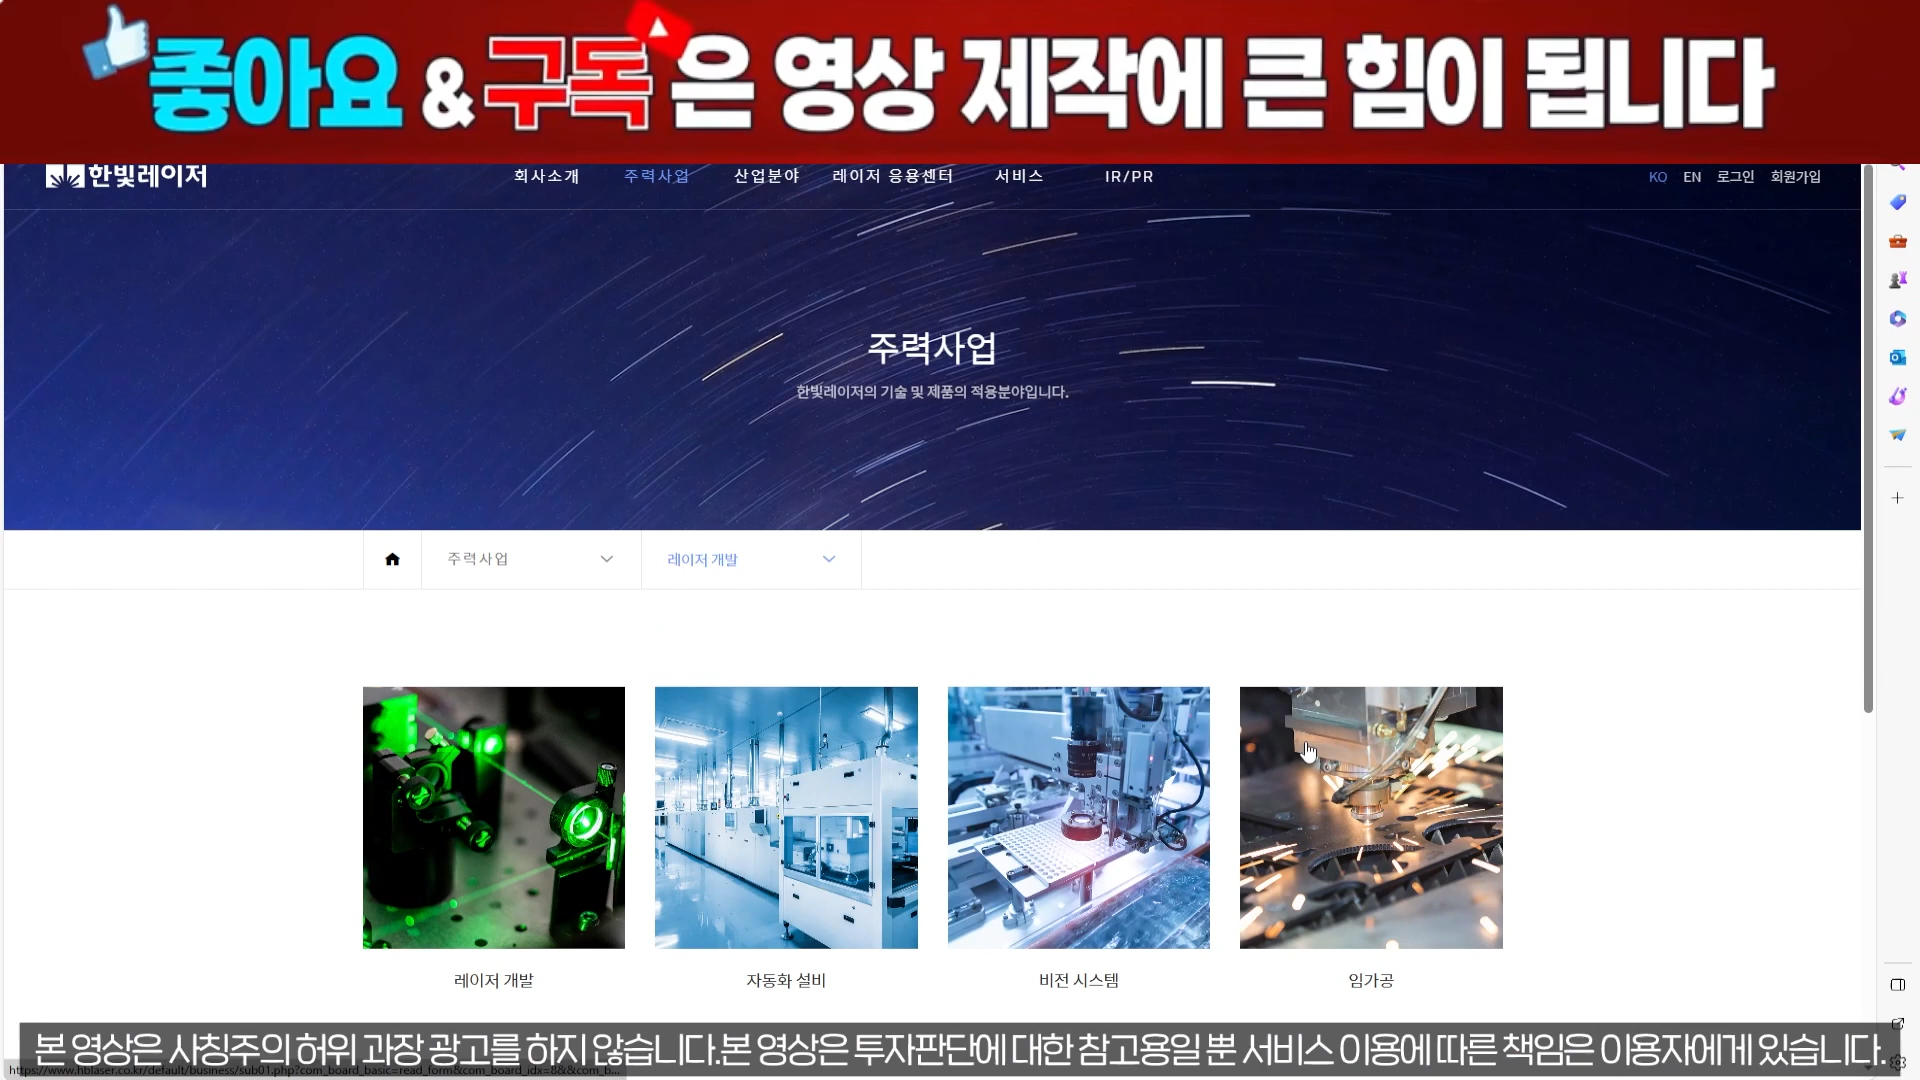 좋아요 & 구독은 영상 제작에 큰 힘이 됩니다
한빛레이저
회사소개 주력사업 산업분야 레이저 응용센터 서비스 IR/PR
KO EN 로그인 회원가입
주력사업
한빛레이저의 기술 및 제품의 적용분야입니다.
주력사업 레이저 개발
레이저 개발 자동화 설비 비전 시스템 임가공
본 영상은 사칭주의 허위 과장 광고를 하지 않습니다.본 영상은 투자판단에 대한 참고용일 뿐 서비스 이용에 따른 책임은 이용자에게 있습니다.
https://www.hblaser.co.kr/default/business/sub01.php?com_board_basic=read_form&com_board_idx=8&&com_b...